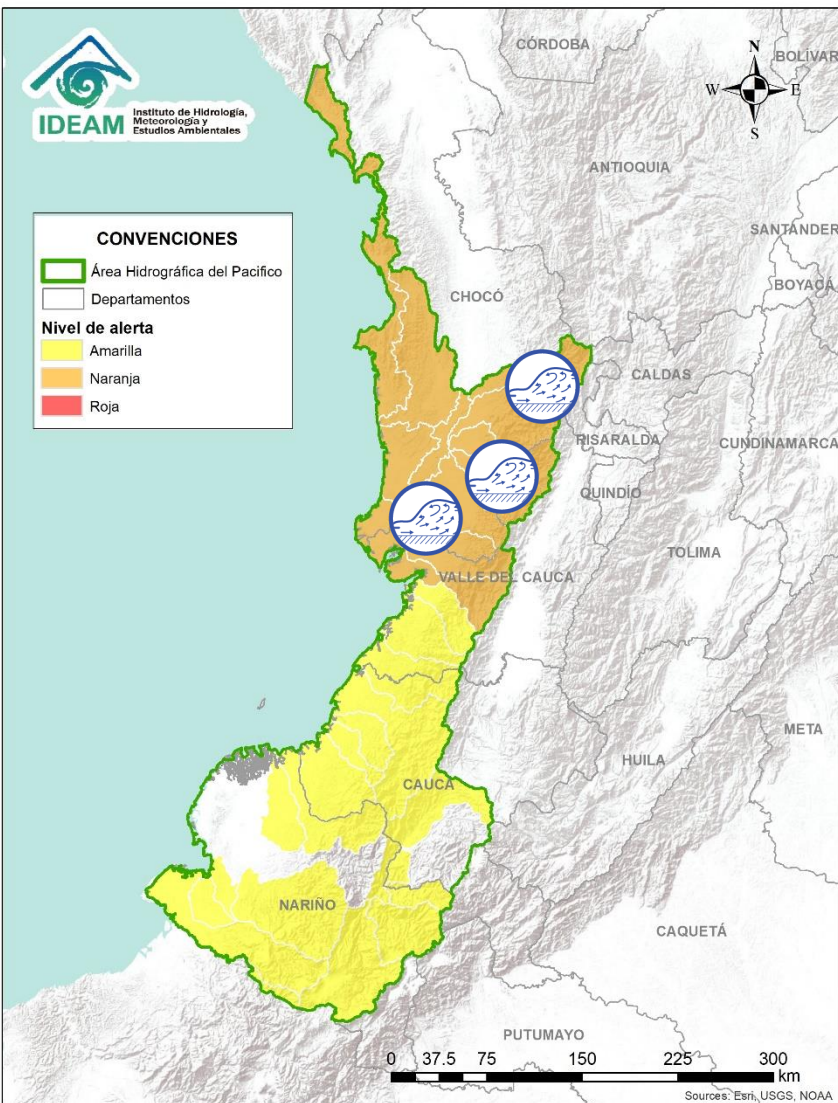 IDEAM
Instituto de Hidrología,
Meteorología y
Estudios Ambientales
CÓRDOBA
BOLÍVAR
N
W
E
S
ANTIOQUIA
SANTANDER
BOYACÁ
CONVENCIONES
Área Hidrográfica del Pacifico
Departamentos
Nivel de alerta
Amarilla
Naranja
Roja
CHOCÓ
CALDAS
RISARALDA
CUNDINAMARCA
QUINDÍO
TOLIMA
VALLE DEL CAUCA
META
HUILA
CAUCA
NARIÑO
CAQUETÁ
PUTUMAYO
0 37.5 75 150 225 300
km
Sources: Esri, USGS, NOAA